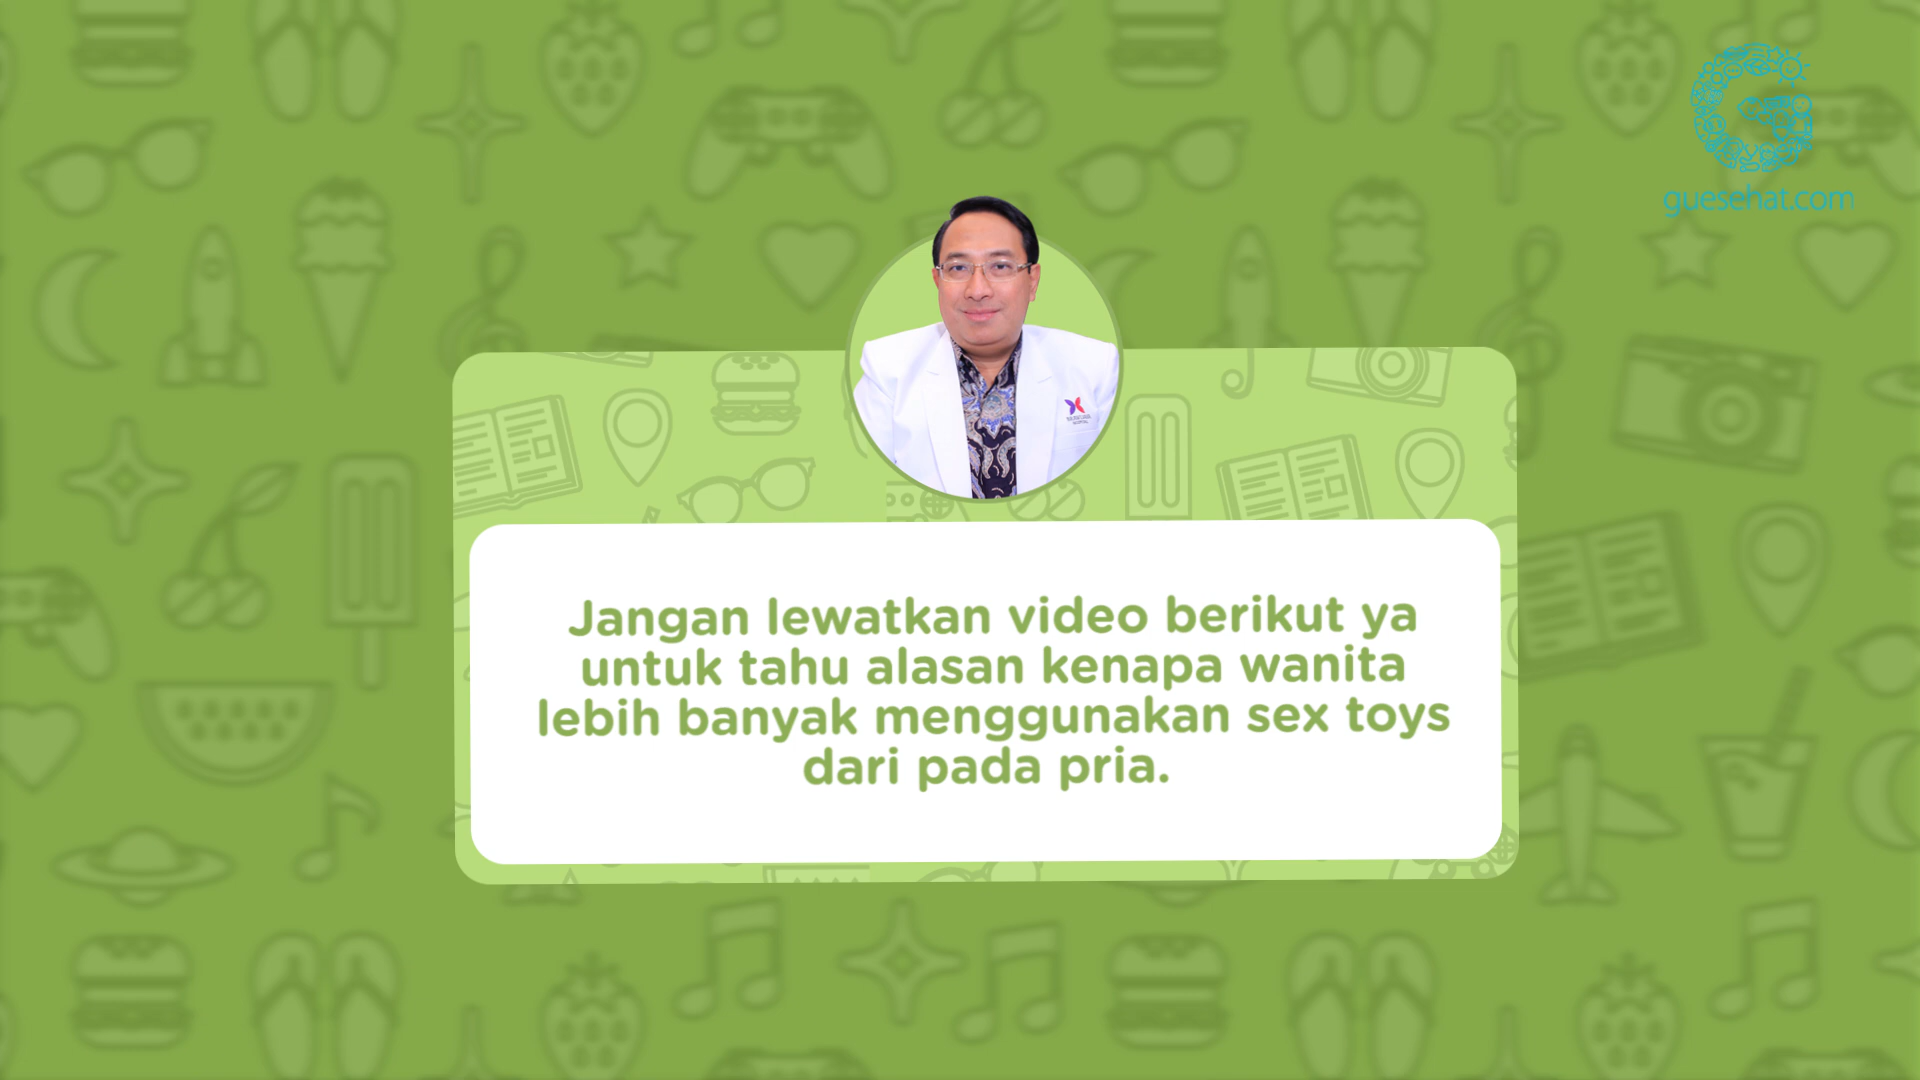 guesehat.com
Jangan lewatkan video berikut ya
untuk tahu alasan kenapa wanita
lebih banyak menggunakan sex toys
dari pada pria.